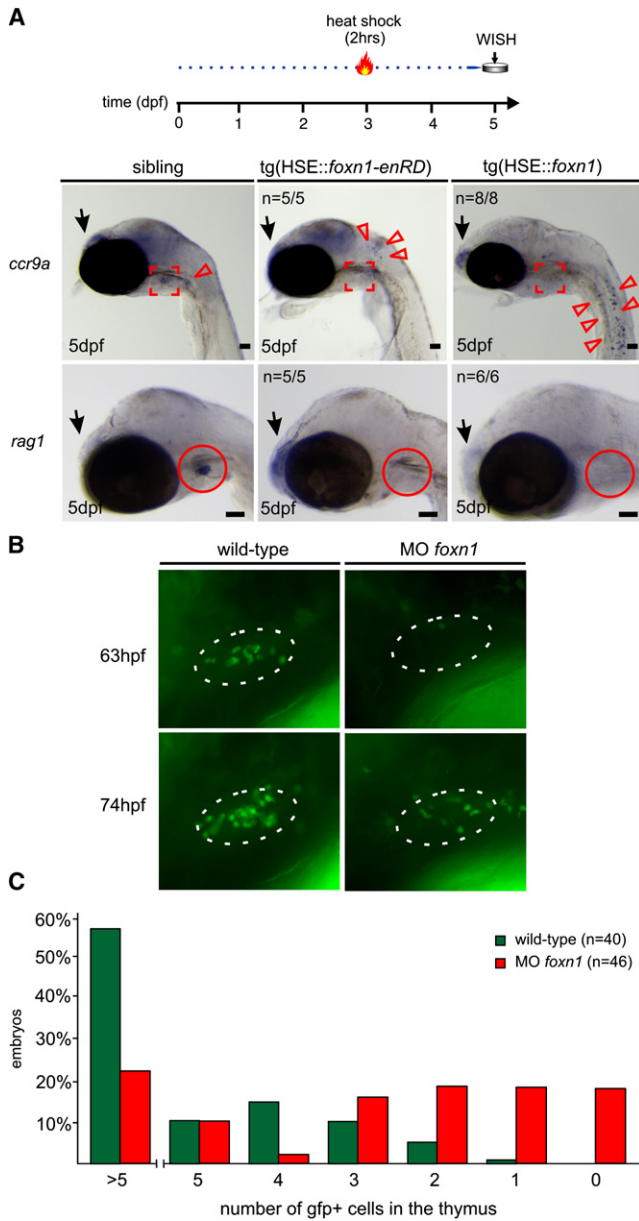 A
heat shock
(2hrs)
WISH
time (dpf)
0 1 2 3 4 5
sibling tg(HSE::foxn1-enRD) tg(HSE::foxn1)
ccr9a
n=5/5
n=8/8
5dpf
5dpf
5dpf
rag1
n=5/5
n=6/6
5dpf
5dpf
5dpf
B
wild-type MO foxn1
63hpf
74hpf
C
60%
50%
40%
30%
20%
10%
embryos
wild-type (n=40)
MO foxn1 (n=46)
>5 5 4 3 2 1 0
number of gfp+ cells in the thymus